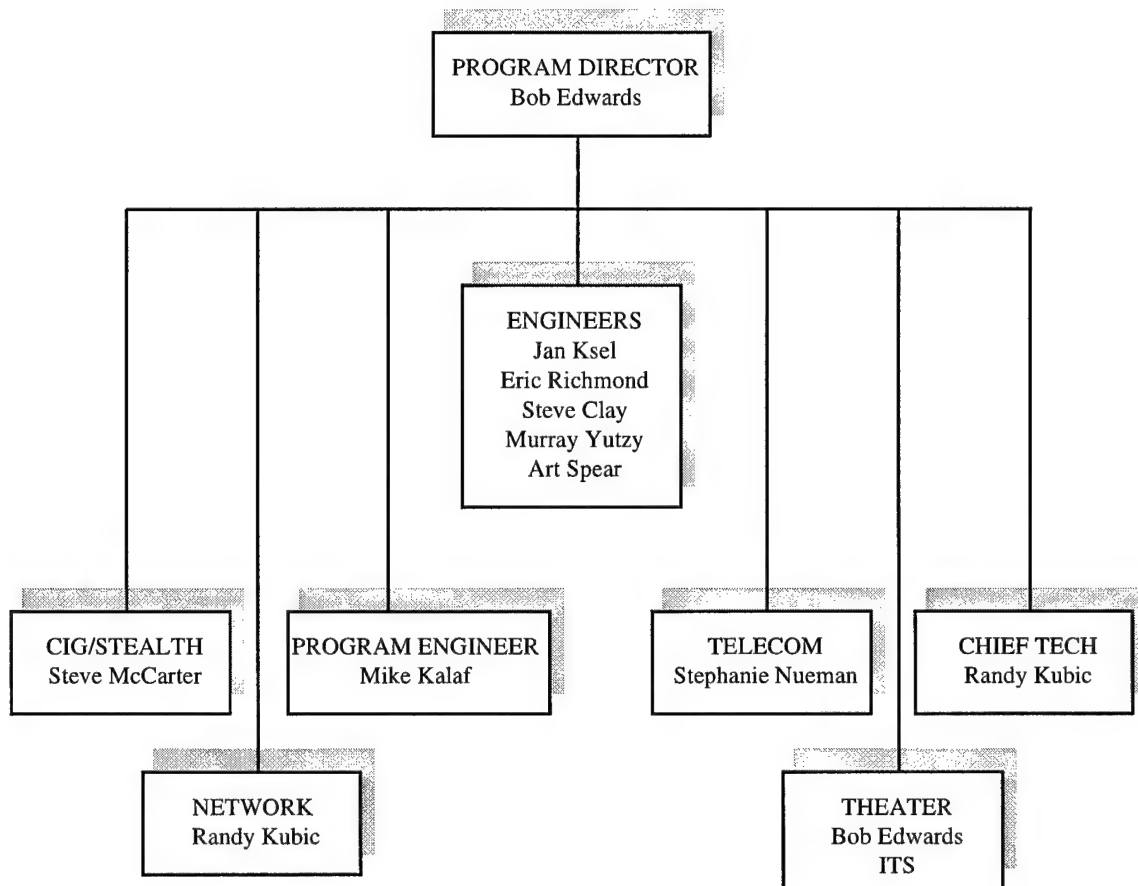 PROGRAM DIRECTOR
Bob Edwards
ENGINEERS
Jan Ksel
Eric Richmond
Steve Clay
Murray Yutzy
Art Spear
CIG/STEALTH
Steve McCarter
PROGRAM ENGINEER
Mike Kalaf
TELECOM
Stephanie Nueman
CHIEF TECH
Randy Kubic
NETWORK
Randy Kubic
THEATER
Bob Edwards
ITS